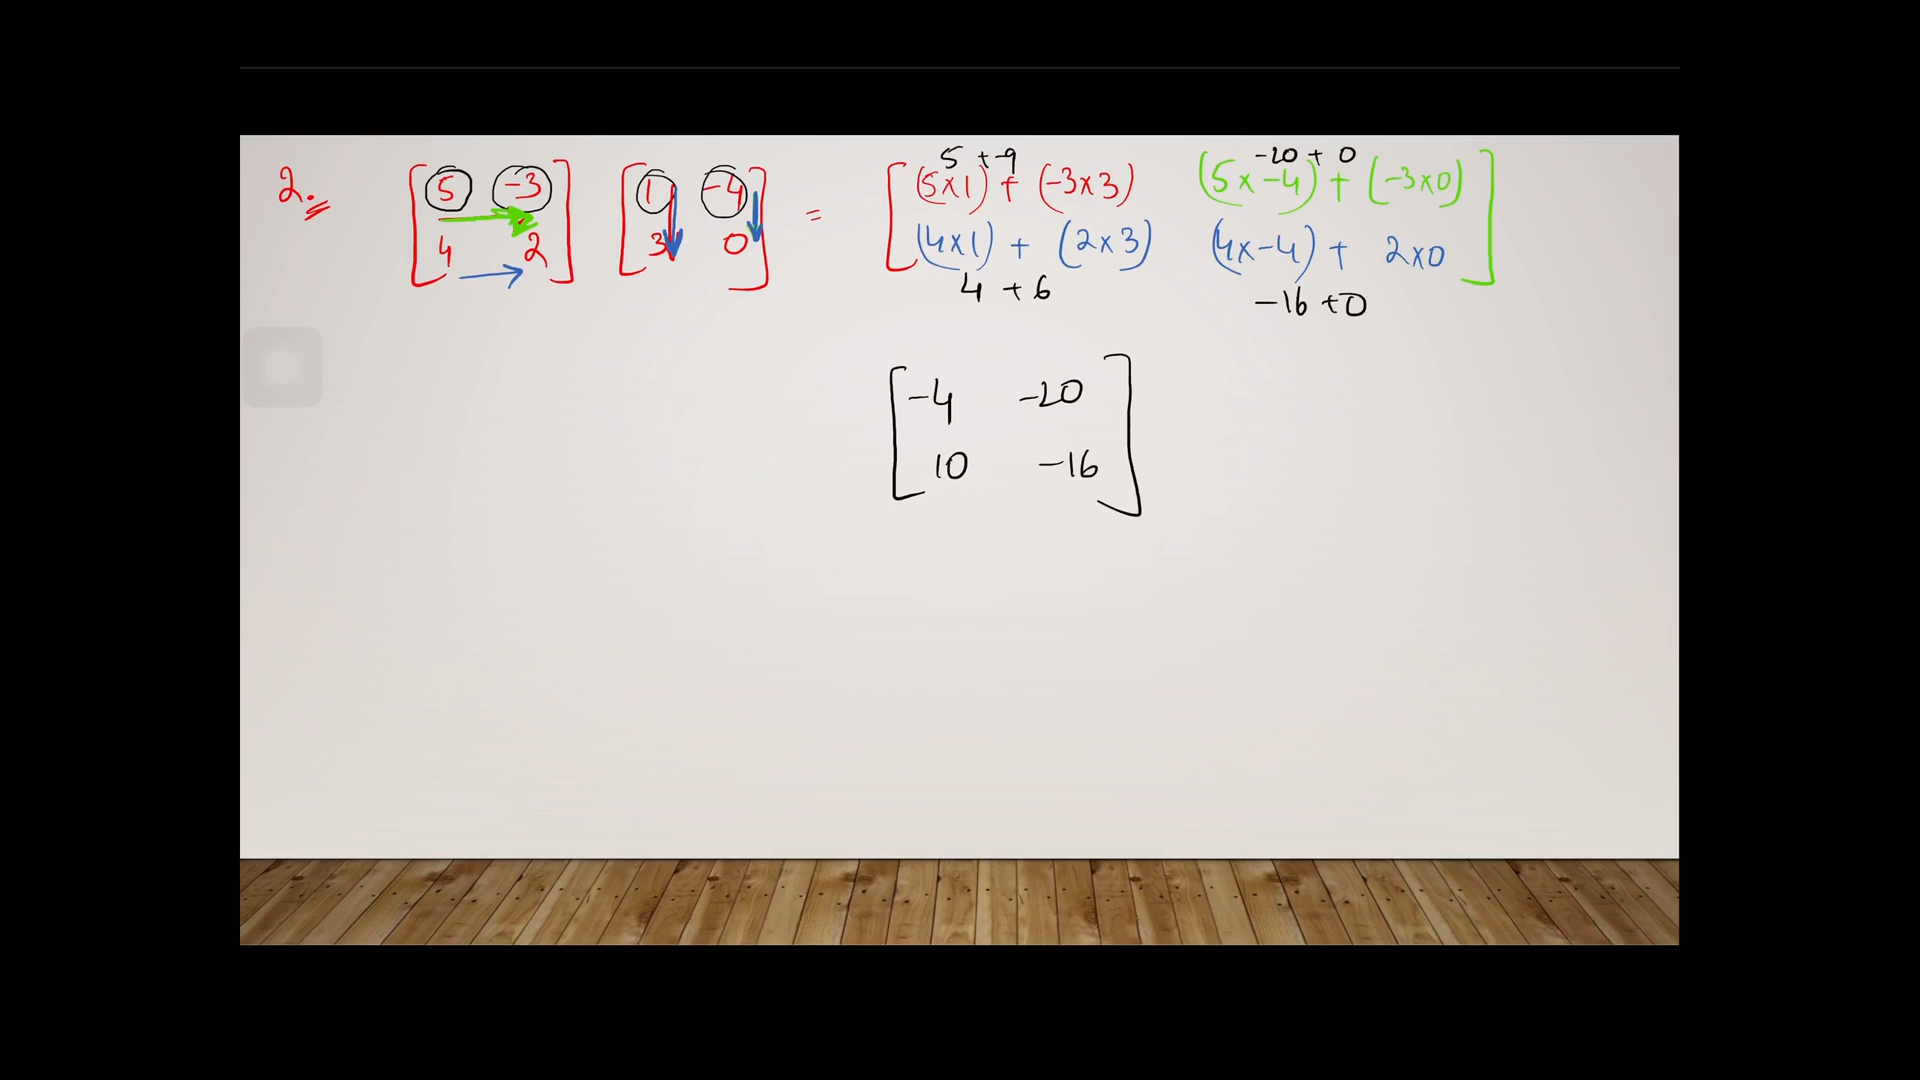 5 + -9 -20 + 0
2. [5 -3] [1 -4] = [(5x1) + (-3x3) (5x-4) + (-3x0)]
[4 2] [3 0] [(4x1) + (2x3) (4x-4) + 2x0]
4 + 6 -16 +0
[-4 -20]
[10 -16]